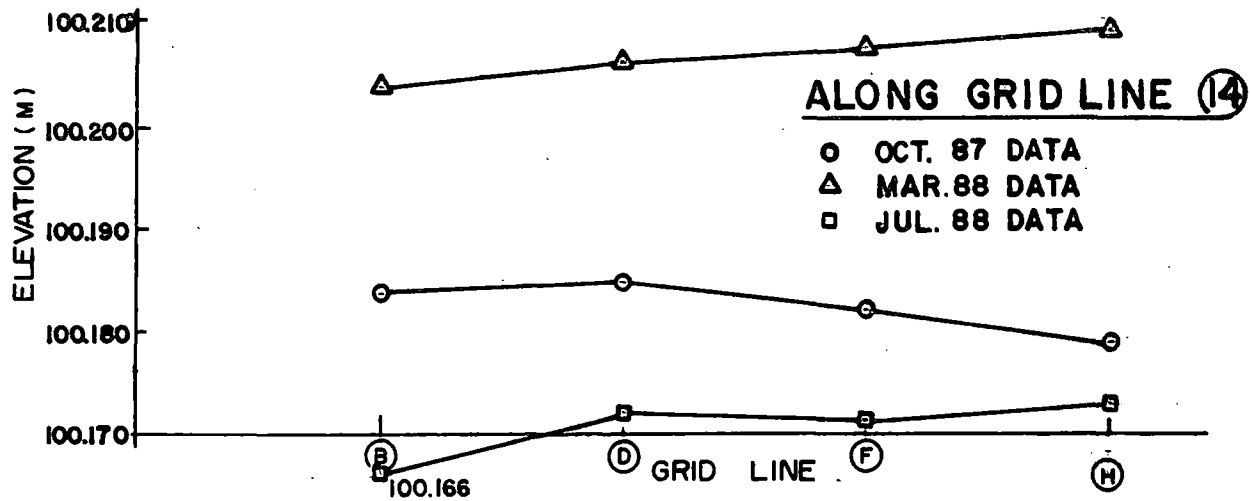 100.210
100.200
100.190
100.180
100.170
ELEVATION (M)
ALONG GRID LINE 14
OCT. 87 DATA
MAR. 88 DATA
JUL. 88 DATA
B
D
F
H
GRID LINE
100.166